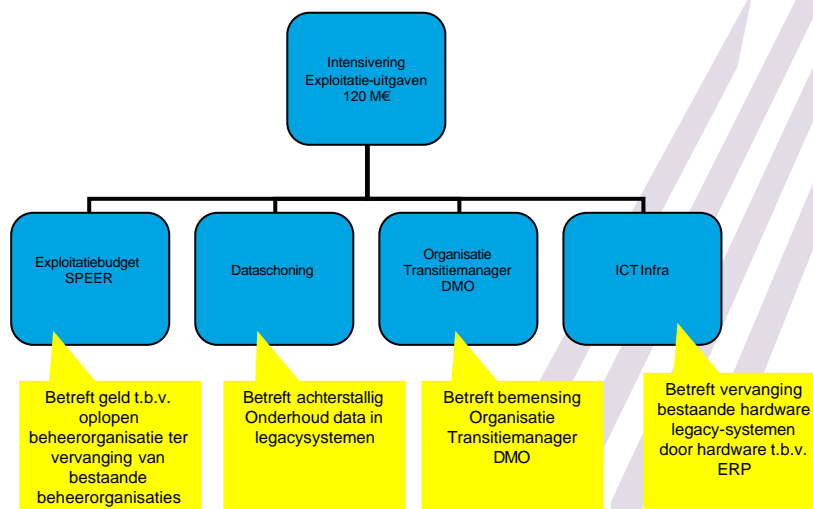 Intensivering
Exploitatie-uitgaven
120 M€
Exploitatiebudget
SPEER
Dataschoning
Organisatie
Transitiemanager
DMO
ICT Infra
Betreft geld t.b.v.
oplopen
beheerorganisatie ter
vervanging van
bestaande
beheerorganisaties
Betreft achterstallig
Onderhoud data in
legacysystemen
Betreft bemensing
Organisatie
Transitiemanager
DMO
Betreft vervanging
bestaande hardware
legacy-systemen
door hardware t.b.v.
ERP